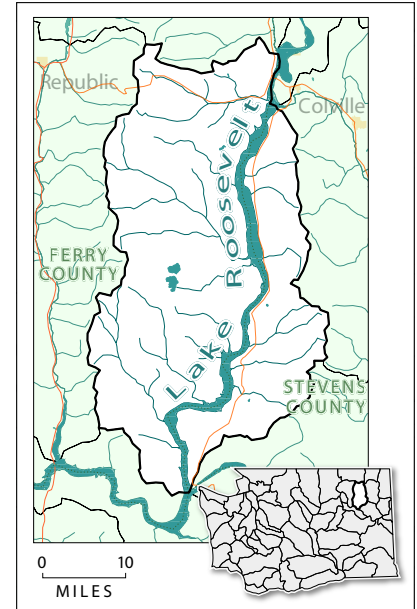 Republic
Colville
Lake Roosevelt
FERRY
COUNTY
STEVENS
COUNTY
0 10
MILES